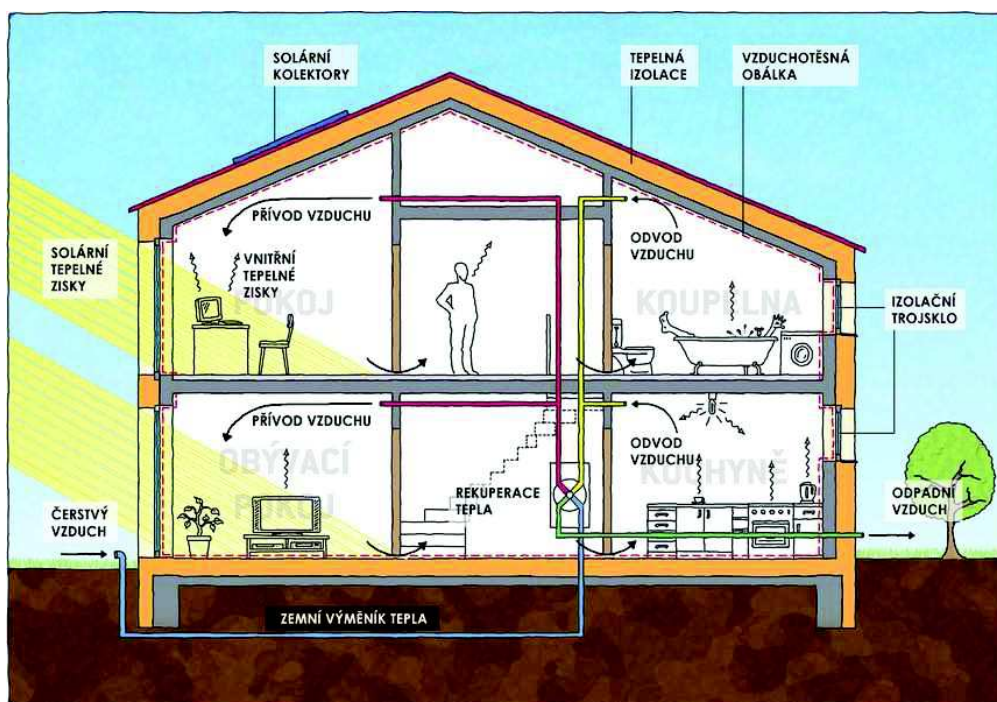 SOLÁRNÍ
KOLEKTORY
TEPELNÁ
IZOLACE
VZDUCHOTĚSNÁ
OBÁLKA
PŘÍVOD VZDUCHU
ODVOD
VZDUCHU
SOLÁRNÍ
TEPELNÉ
ZISKY
VNITŘNÍ
TEPELNÉ
ZISKY
POKOJ
KOUPELNA
IZOLAČNÍ
TROJSKLO
PŘÍVOD VZDUCHU
ODVOD
VZDUCHU
OBÝVACÍ
POKOJ
KUCHYNĚ
REKUPERACE
TEPLA
ČERSTVÝ
VZDUCH
ODPADNÍ
VZDUCH
ZEMNÍ VÝMĚNÍK TEPLA